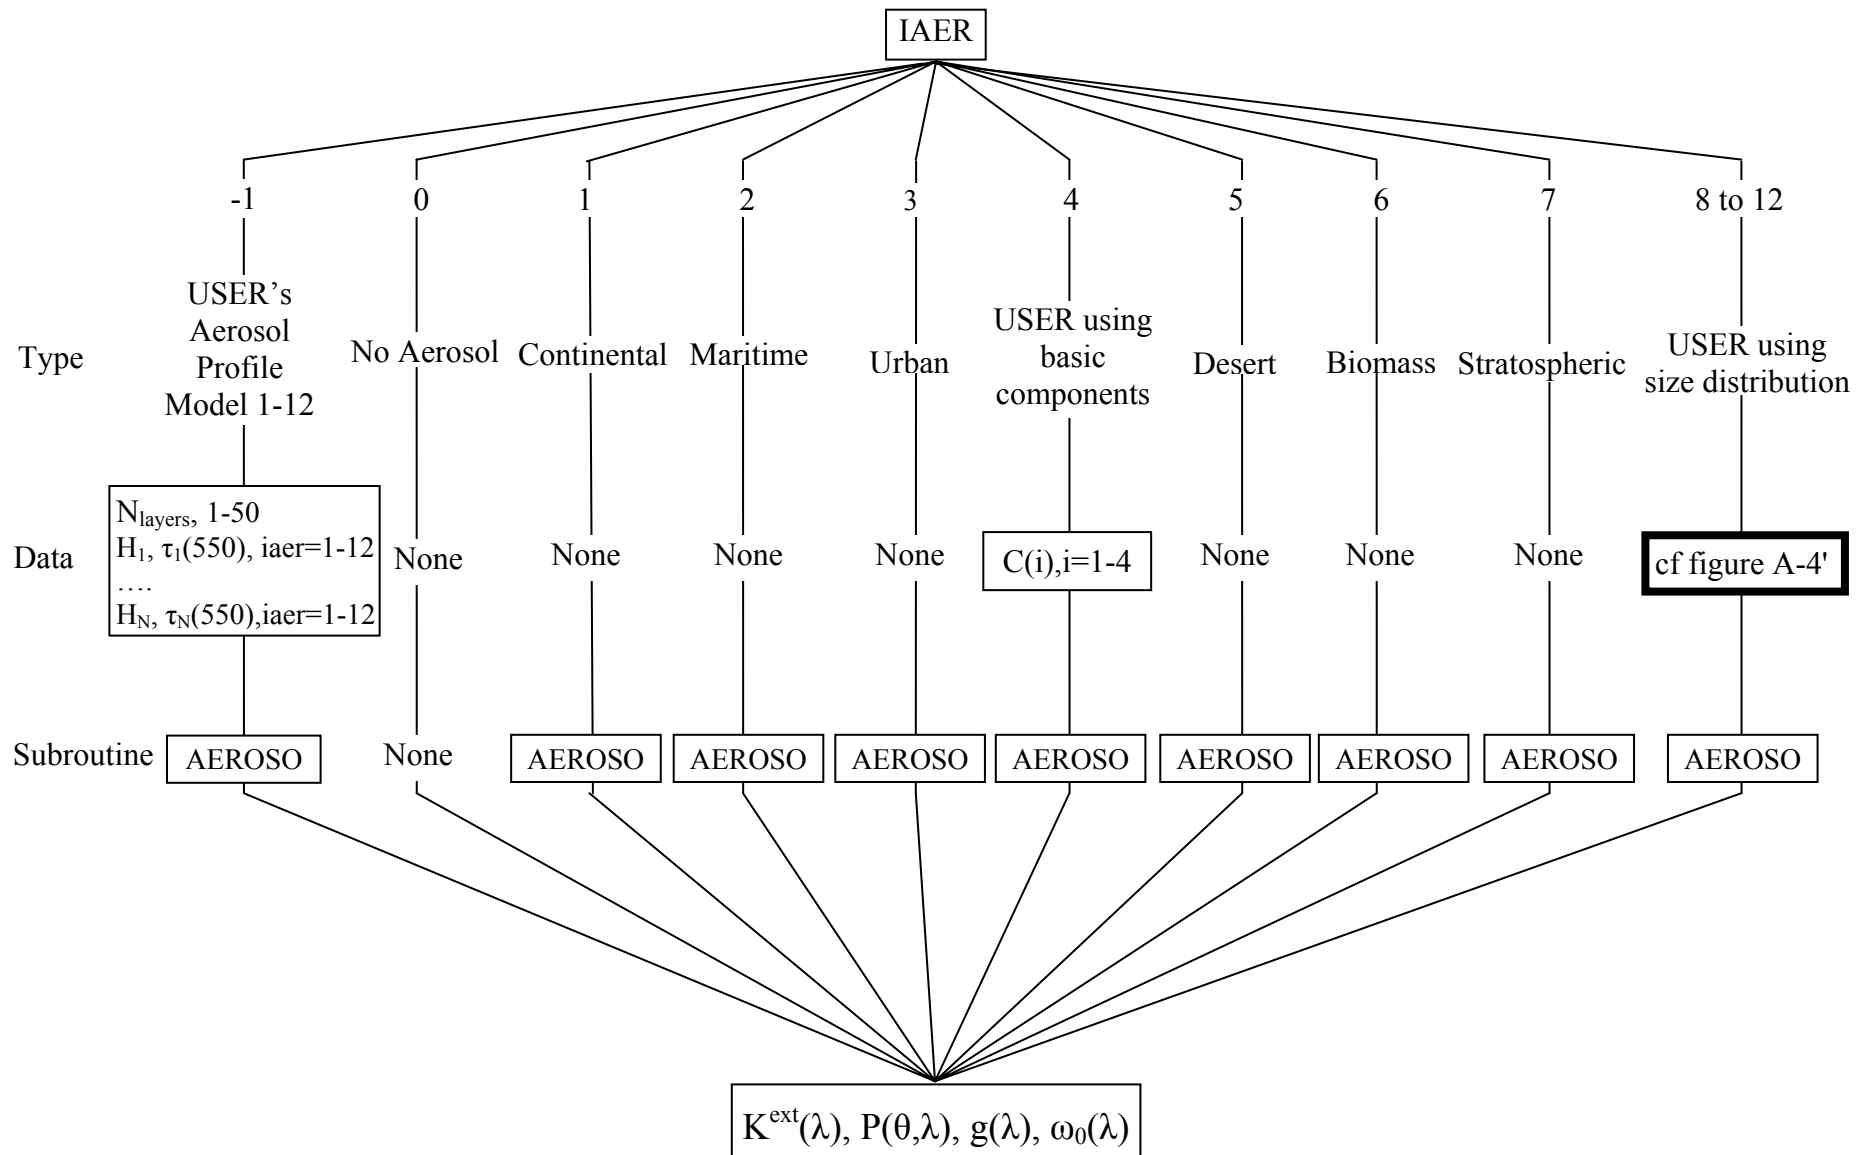 IAER
-1 0 1 2 3 4 5 6 7 8 to 12
Type
USER’s
Aerosol
Profile
Model 1-12
No Aerosol
Continental
Maritime
Urban
USER using
basic
components
Desert
Biomass
Stratospheric
USER using
size distribution
Data
N_layers, 1-50
H₁, τ₁(550), iaer=1-12
….
H_N, τ_N(550),iaer=1-12
None
None
None
None
C(i),i=1-4
None
None
None
cf figure A-4'
Subroutine
AEROSO
None
AEROSO
AEROSO
AEROSO
AEROSO
AEROSO
AEROSO
AEROSO
AEROSO
K^ext(λ), P(θ,λ), g(λ), ω₀(λ)